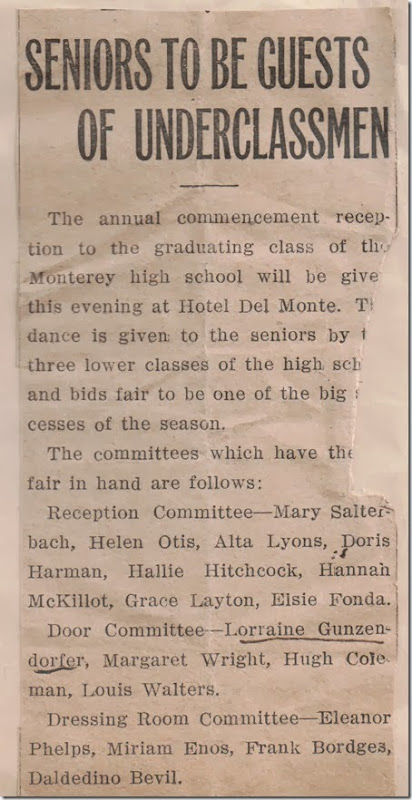 SENIORS TO BE GUESTS
OF UNDERCLASSMEN
The annual commencement recep-
tion to the graduating class of the
Monterey high school will be give
this evening at Hotel Del Monte. T
dance is given to the seniors by t
three lower classes of the high sch
and bids fair to be one of the big s
cesses of the season.
The committees which have the
fair in hand are follows:
Reception Committee—Mary Salter-
bach, Helen Otis, Alta Lyons, Doris
Harman, Hallie Hitchcock, Hannah
McKillot, Grace Layton, Elsie Fonda.
Door Committee—Lorraine Gunzen-
dorfer, Margaret Wright, Hugh Cole-
man, Louis Walters.
Dressing Room Committee—Eleanor
Phelps, Miriam Enos, Frank Bordges,
Daldedino Bevil.